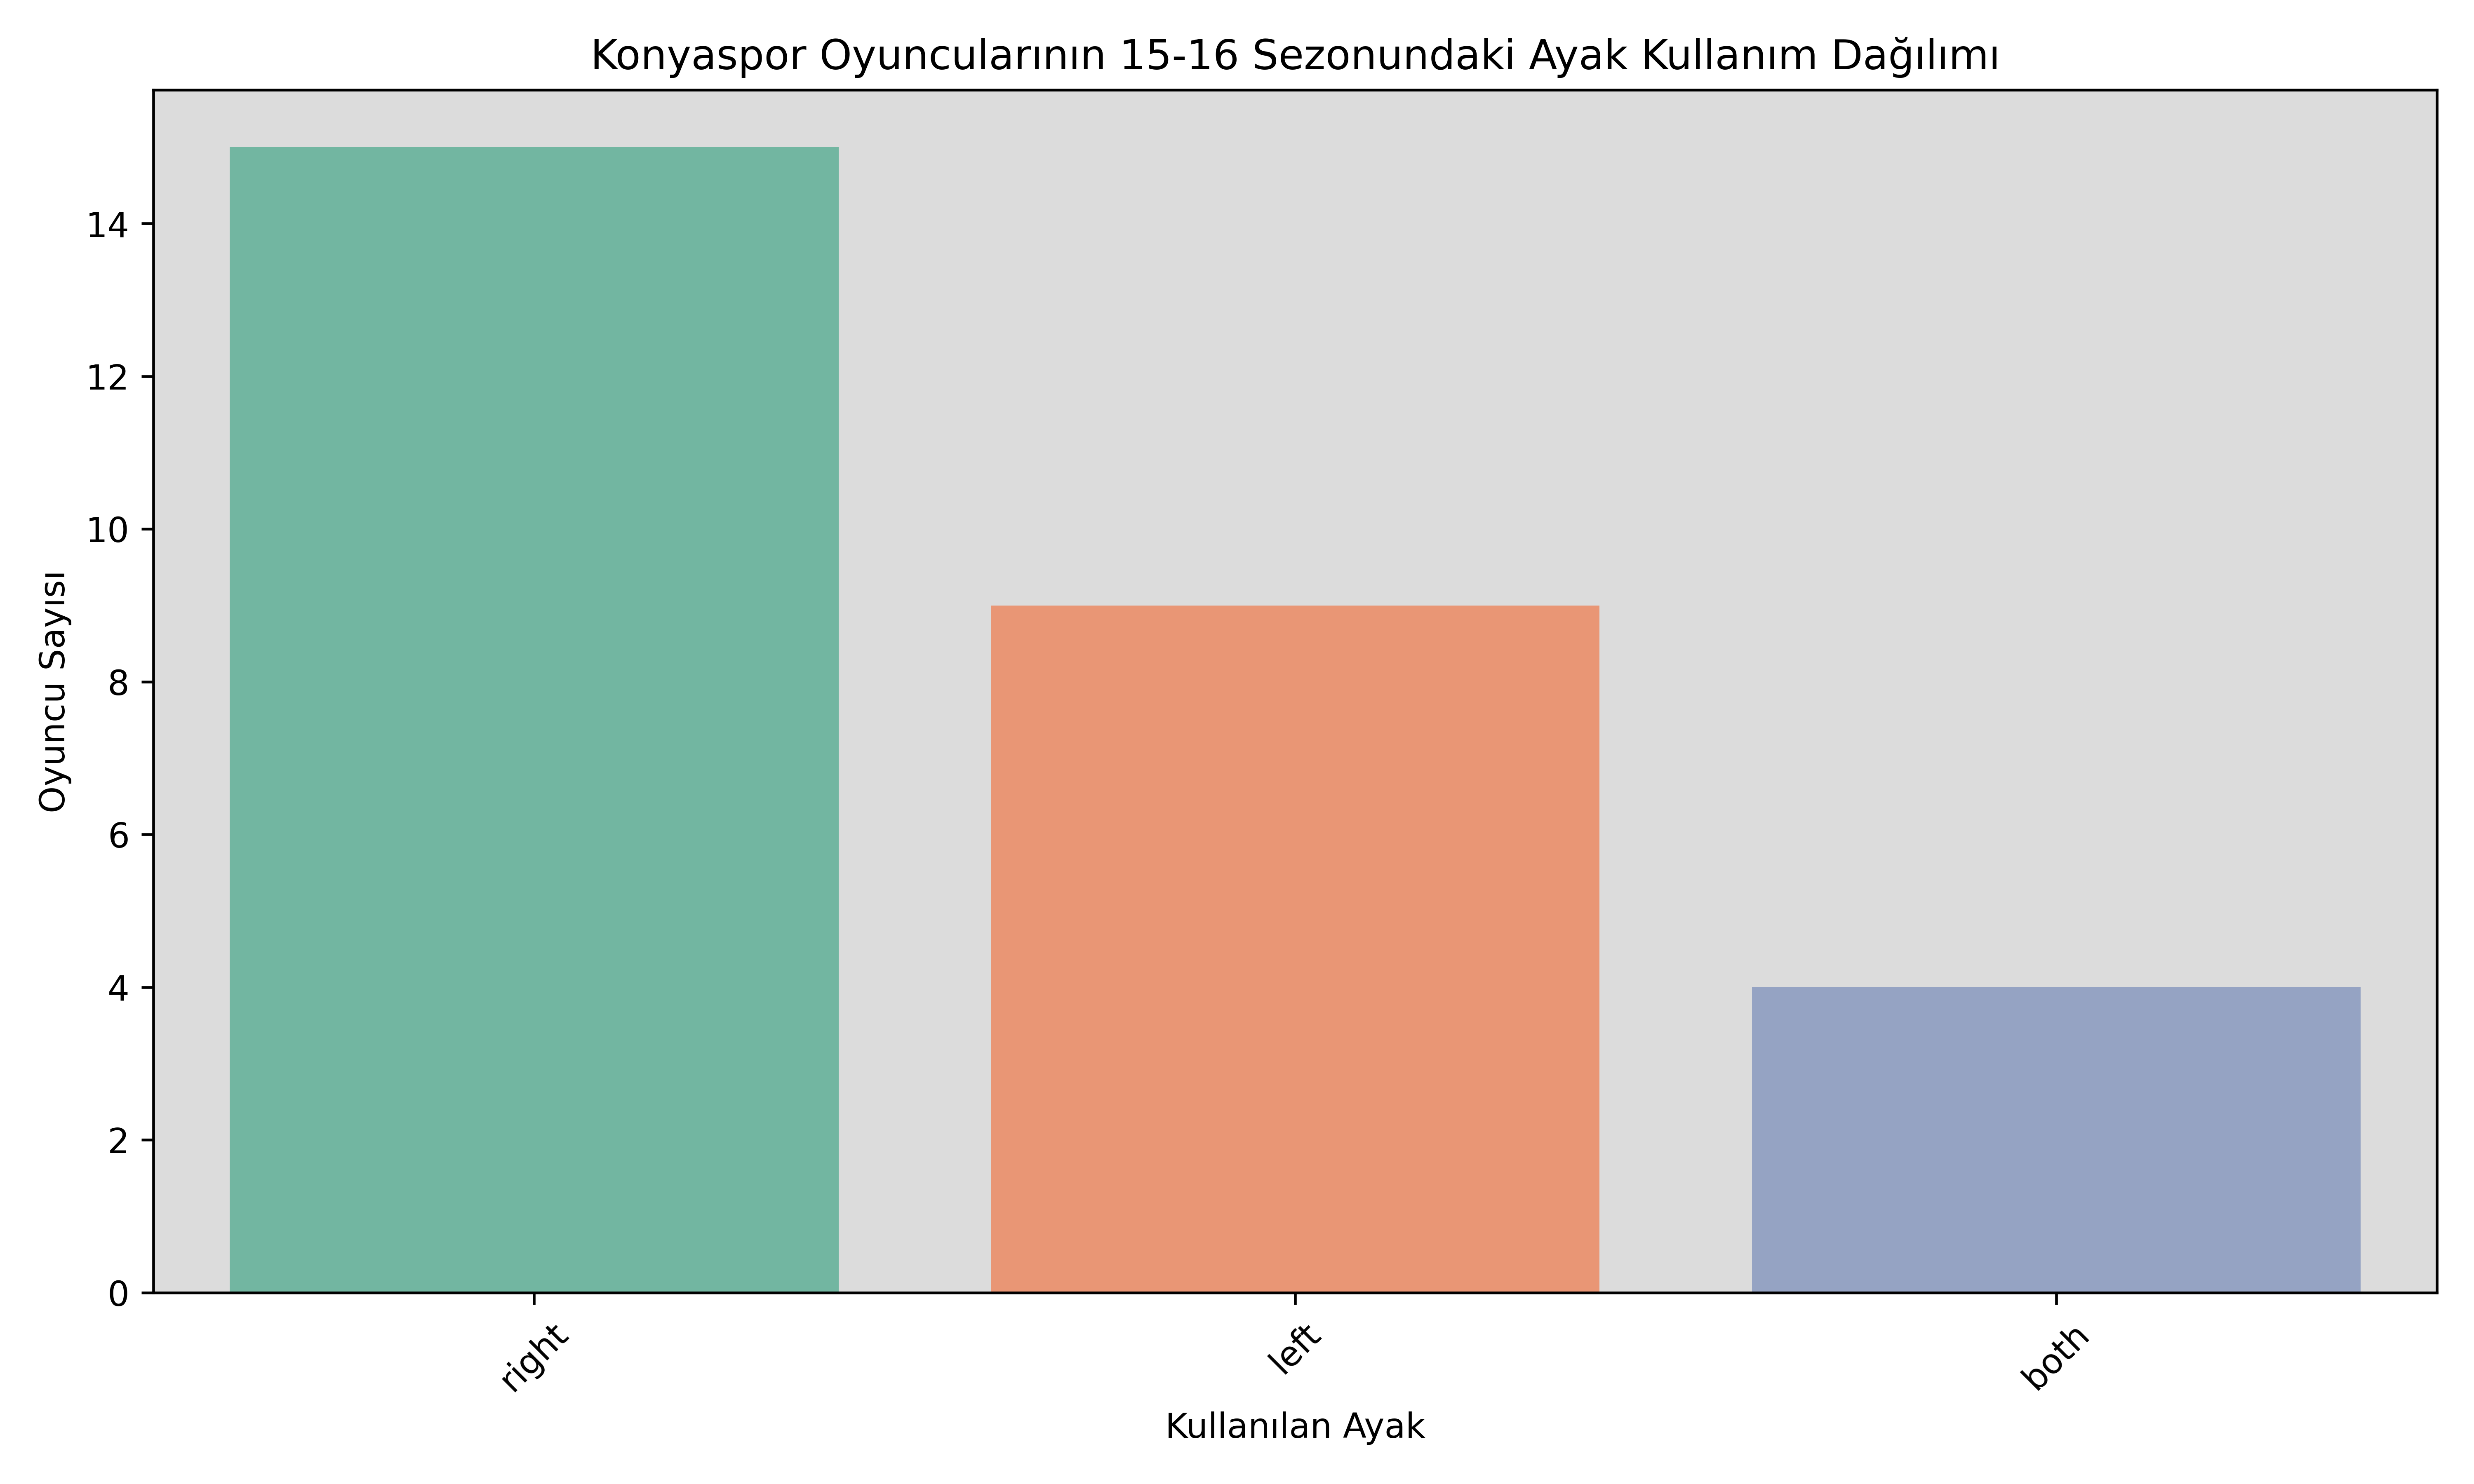 Konyaspor Oyuncularının 15-16 Sezonundaki Ayak Kullanım Dağılımı
Oyuncu Sayısı
14
12
10
8
6
4
2
0
right
left
both
Kullanılan Ayak